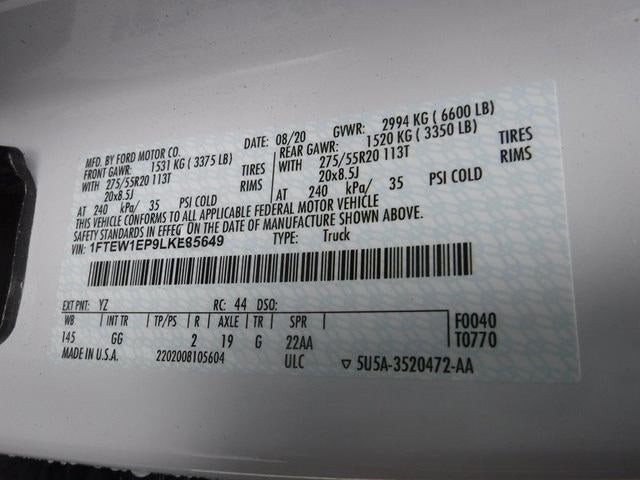 MFD. BY FORD MOTOR CO. DATE: 08/20 GVWR: 2994 KG ( 6600 LB)
FRONT GAWR: 1531 KG ( 3375 LB) REAR GAWR: 1520 KG ( 3350 LB)
WITH 275/55R20 113T TIRES WITH 275/55R20 113T TIRES
20x8.5J RIMS 20x8.5J RIMS
AT 240 kPa/ 35 PSI COLD AT 240 kPa/ 35 PSI COLD
THIS VEHICLE CONFORMS TO ALL APPLICABLE FEDERAL MOTOR VEHICLE
SAFETY STANDARDS IN EFFECT ON THE DATE OF MANUFACTURE SHOWN ABOVE.
VIN: 1FTEW1EP9LKE85649 TYPE: Truck
EXT PNT: YZ RC: 44 DSO:
WB INT TR TP/PS R AXLE TR SPR F0040
145 GG 2 19 G 22AA T0770
MADE IN U.S.A. 2202008105604 ULC ▽ 5U5A-3520472-AA